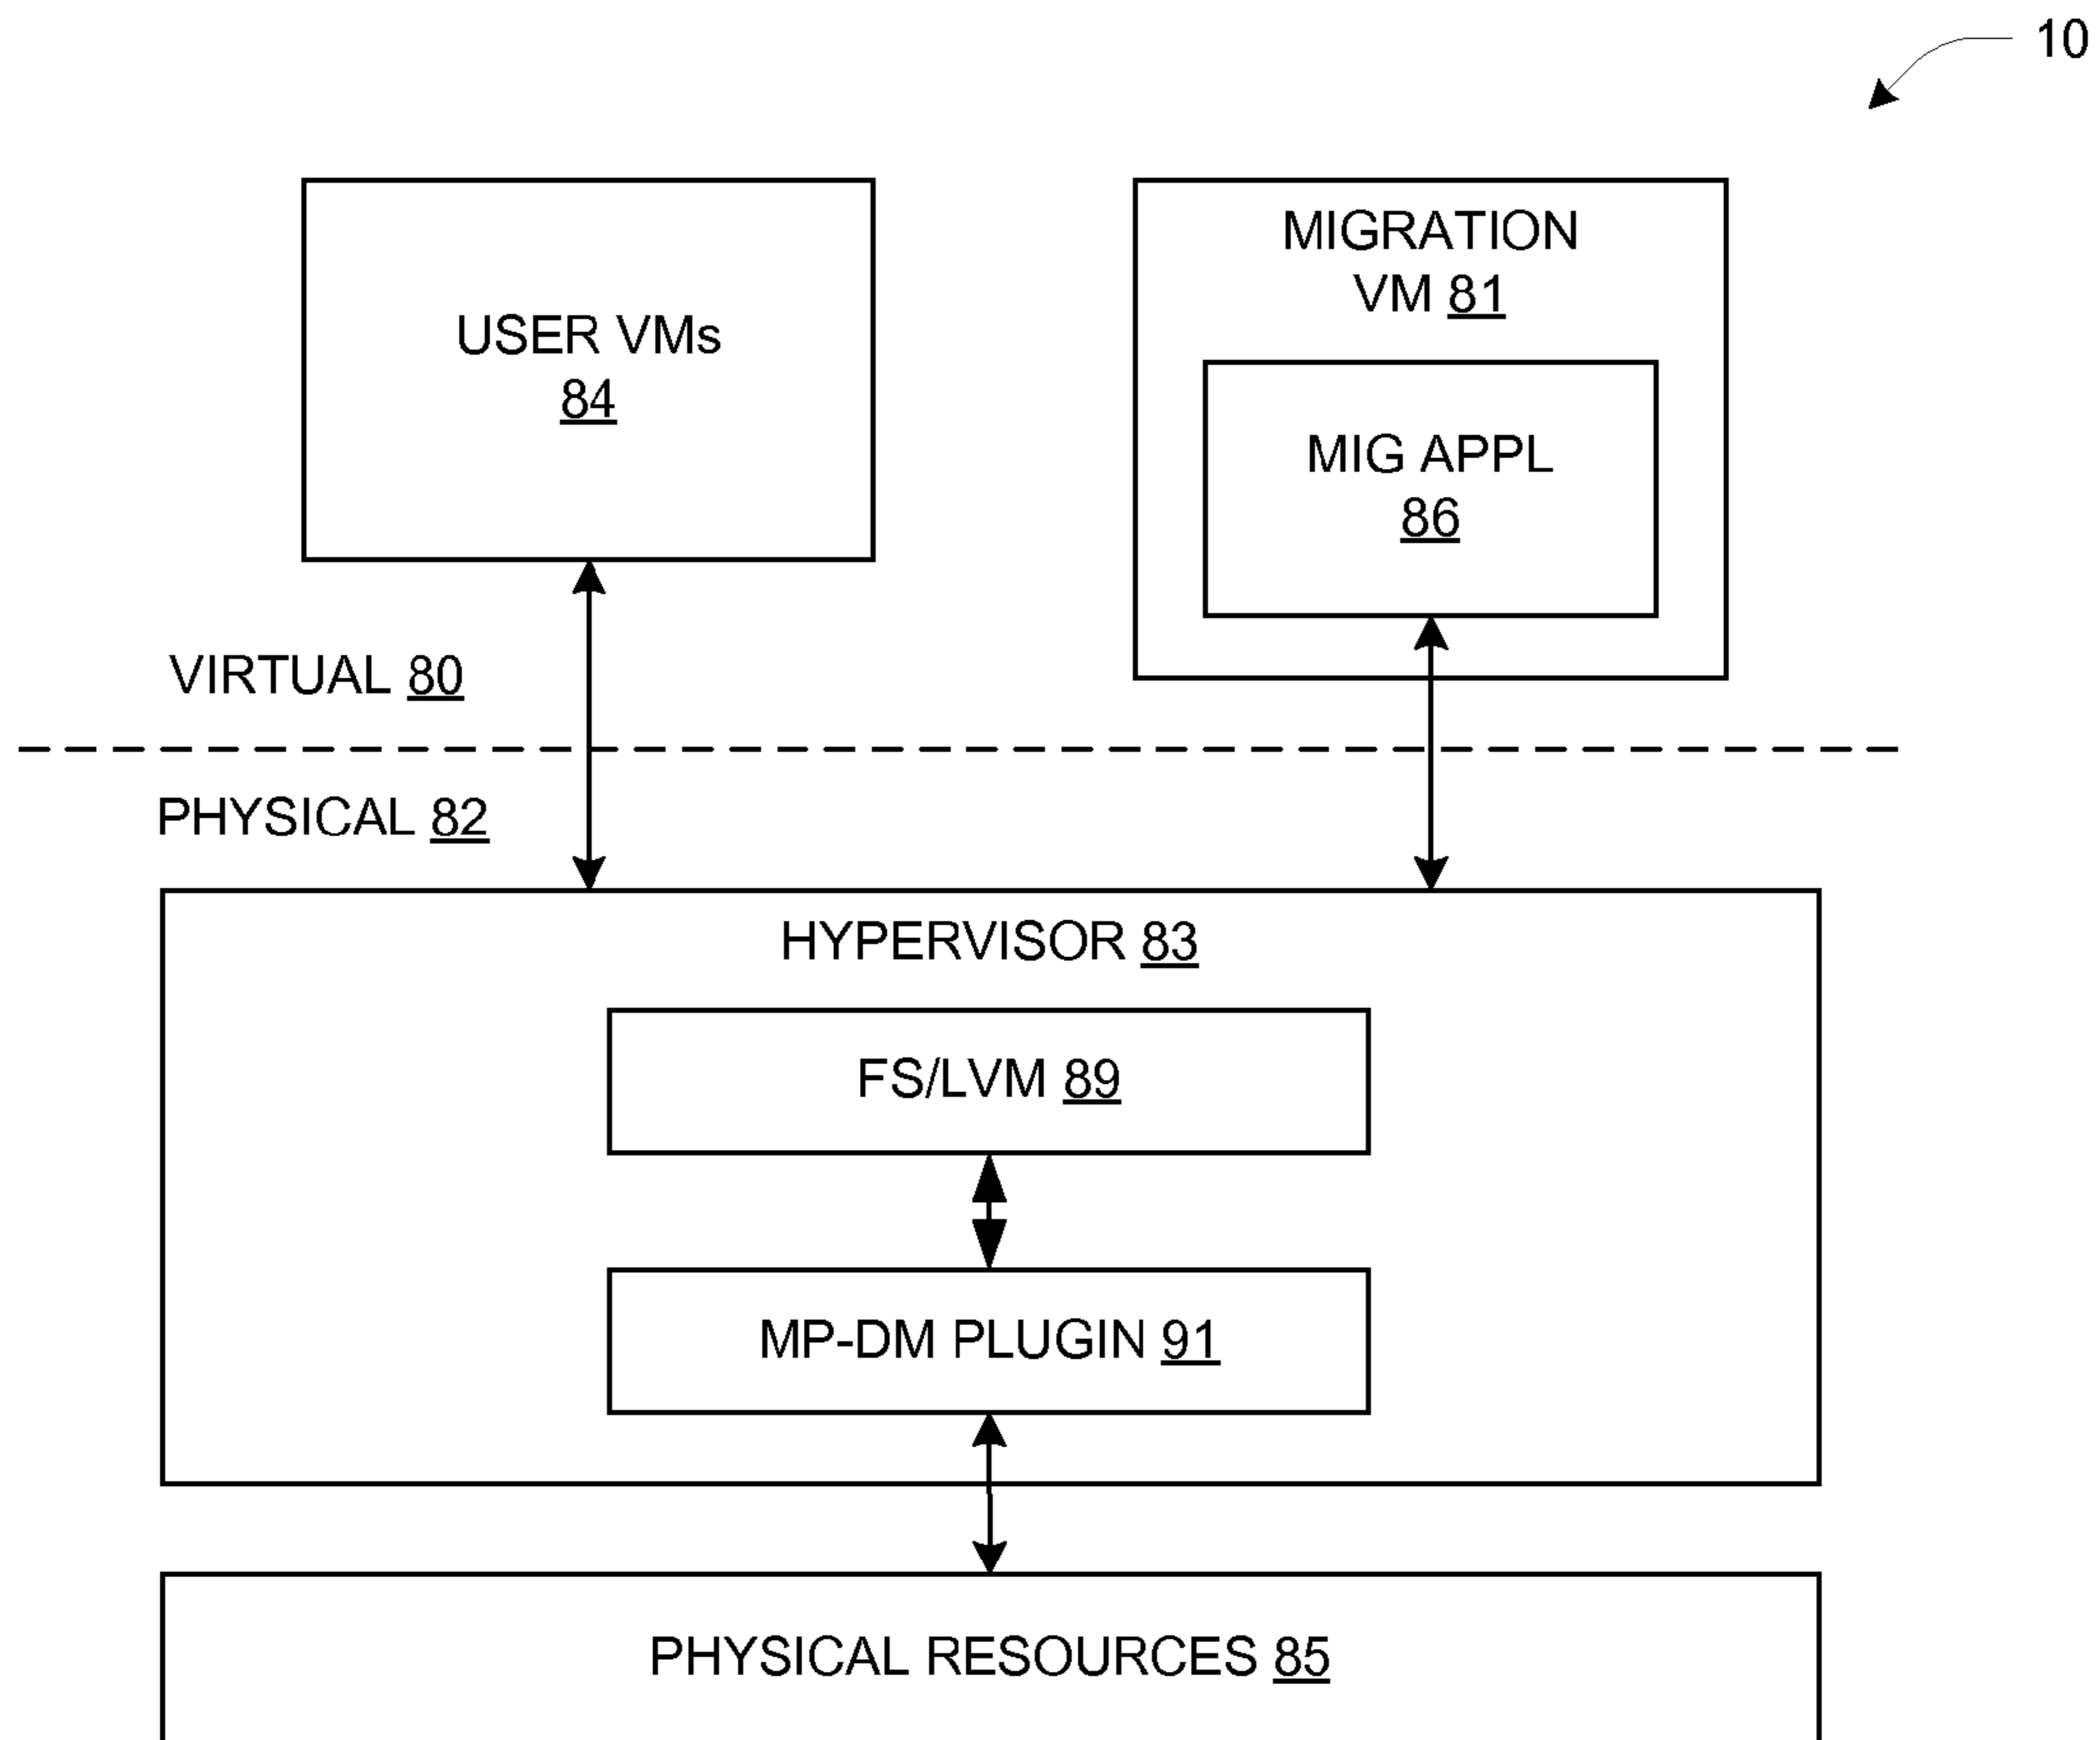 10
USER VMs
84
MIGRATION
VM 81
MIG APPL
86
VIRTUAL 80
PHYSICAL 82
HYPERVISOR 83
FS/LVM 89
MP-DM PLUGIN 91
PHYSICAL RESOURCES 85